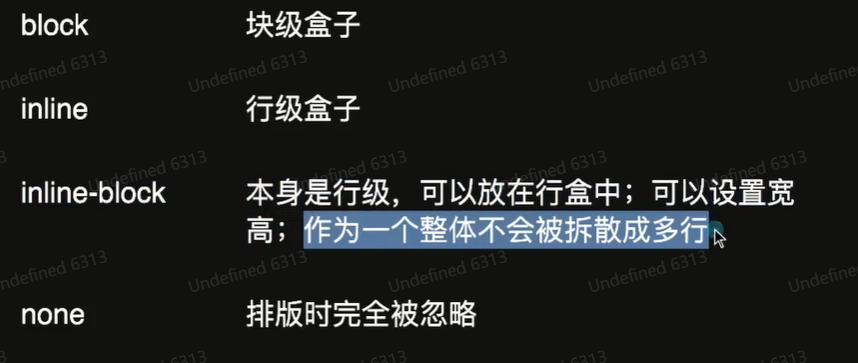 block 块级盒子
Undefined 6313 Undefined 6313 Undefined 6313 Undefined 6313
inline 行级盒子
Undefined 6313 Undefined 6313 Undefined 6313
inline-block 本身是行级，可以放在行盒中；可以设置宽
高；作为一个整体不会被拆散成多行
Undefined 6313 Undefined 6313 Undefined 6313 Undefined 6313
none 排版时完全被忽略